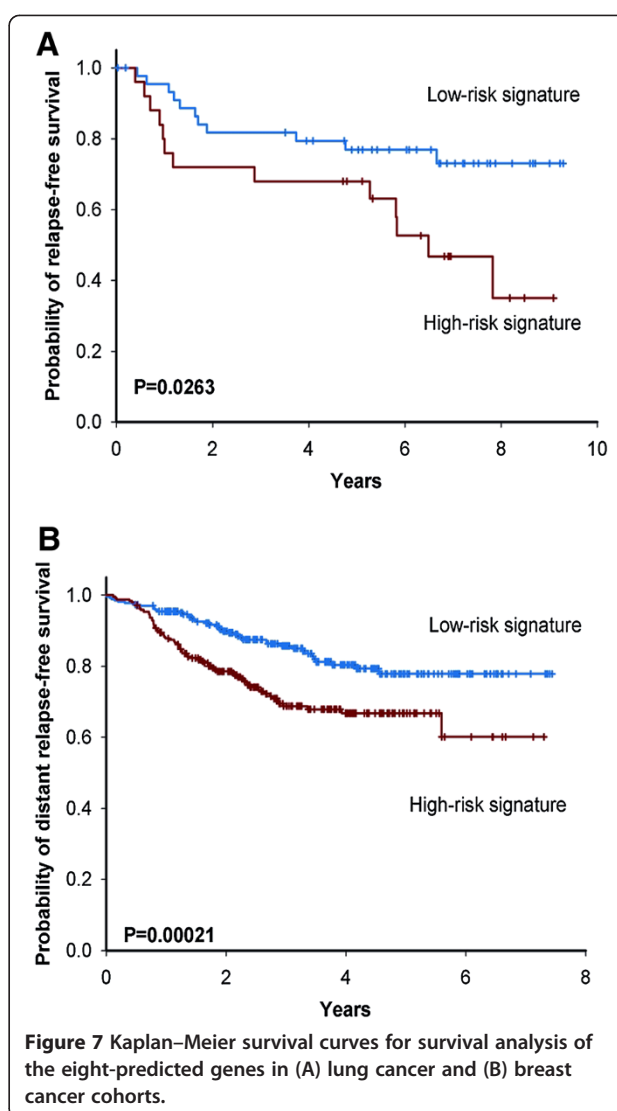 A
Probability of relapse-free survival
1.0
0.8
0.6
0.4
0.2
0.0
Low-risk signature
High-risk signature
P=0.0263
0 2 4 6 8 10
Years
B
Probability of distant relapse-free survival
1.0
0.8
0.6
0.4
0.2
0.0
Low-risk signature
High-risk signature
P=0.00021
0 2 4 6 8
Years
Figure 7 Kaplan–Meier survival curves for survival analysis of
the eight-predicted genes in (A) lung cancer and (B) breast
cancer cohorts.